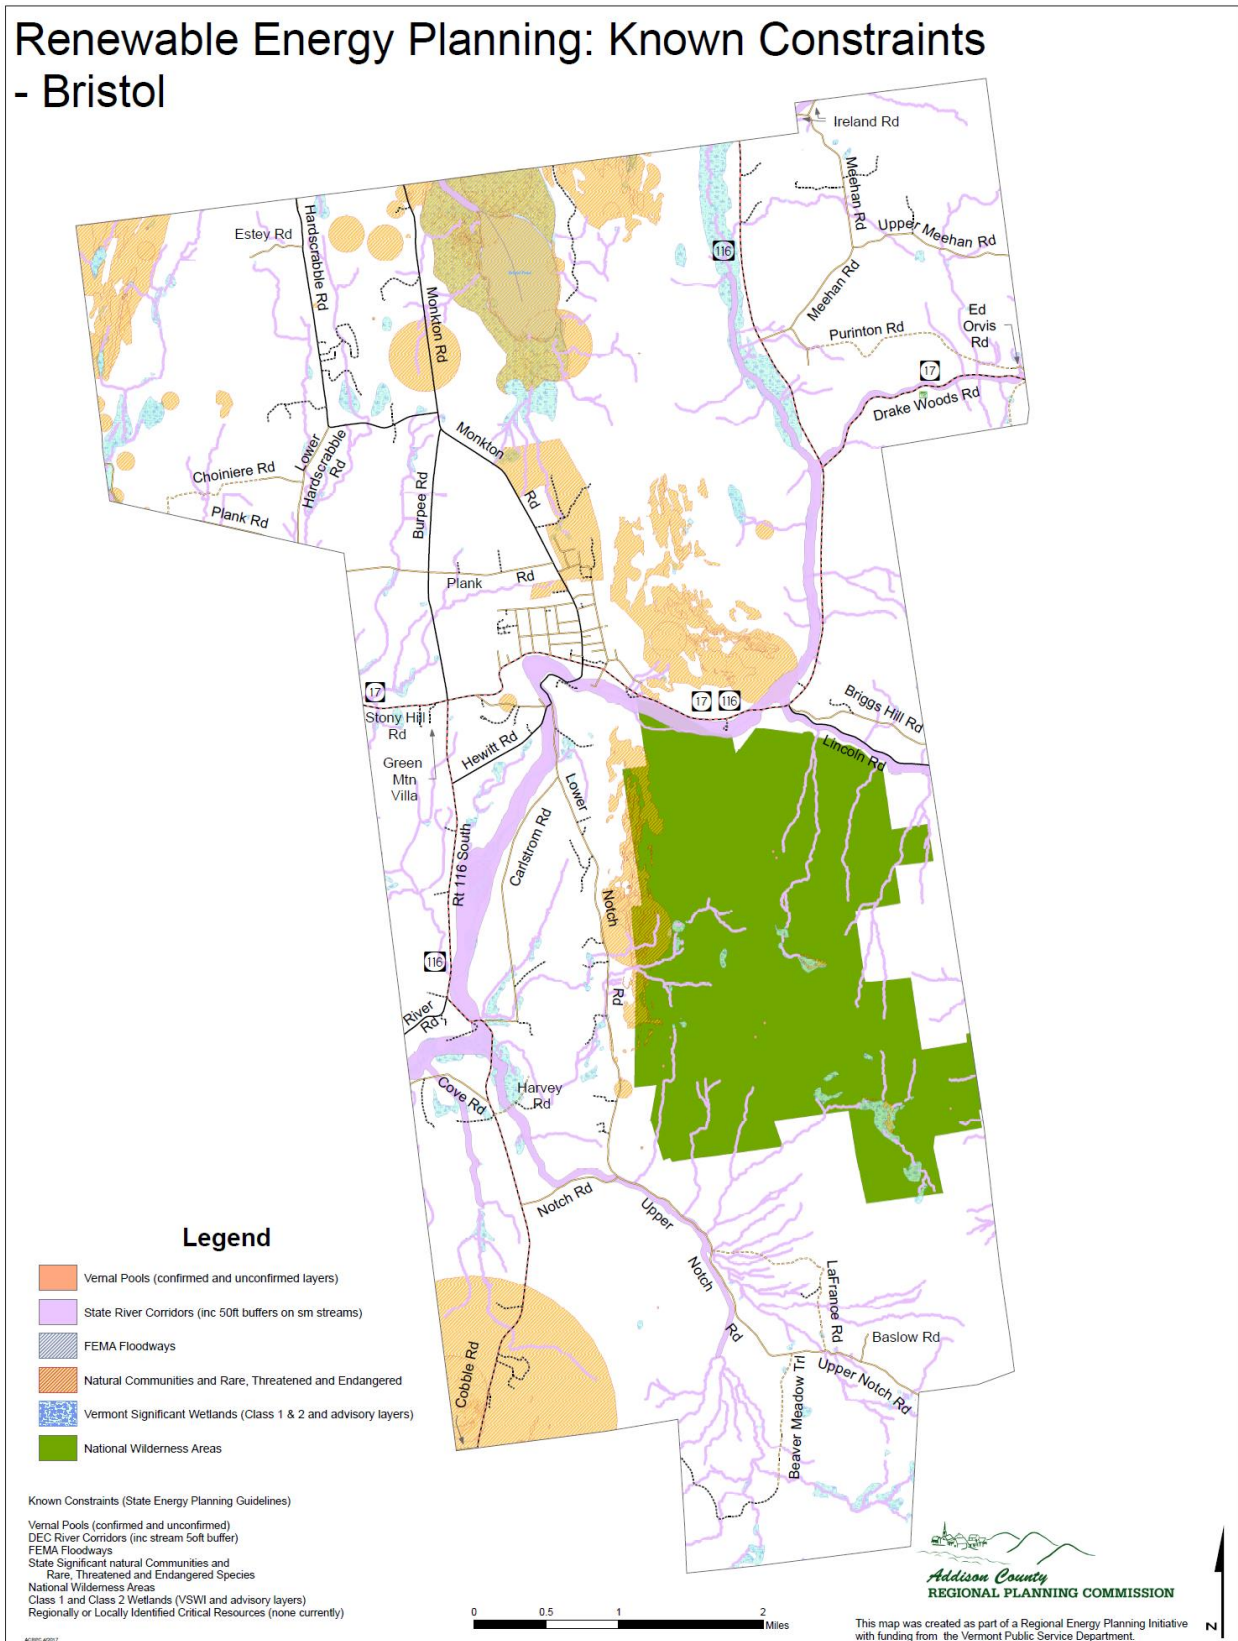 Renewable Energy Planning: Known Constraints
- Bristol
Ireland Rd
Meehan Rd
Upper Meehan Rd
Hardscrabble Rd
Estey Rd
116
Meehan Rd
Monkton Rd
Ed
Orvis
Rd
Purinton Rd
17
Drake Woods Rd
Monkton
Rd
Lower
Hardscrabble
Rd
Choiniere Rd
Burpee Rd
Plank Rd
Plank
Rd
17
17
116
Briggs Hill Rd
Stony Hill
Rd
Hewitt Rd
Lincoln Rd
Green
Mtn
Villa
Lower
Carlstrom Rd
Rt 116 South
Notch
116
Rd
River
Rd
Cove Rd
Harvey
Rd
Notch Rd
Upper
Notch
Rd
LaFrance Rd
Baslow Rd
Upper Notch Rd
Beaver Meadow Trl
Cobble Rd
Legend
Vernal Pools (confirmed and unconfirmed layers)
State River Corridors (inc 50ft buffers on sm streams)
FEMA Floodways
Natural Communities and Rare, Threatened and Endangered
Vermont Significant Wetlands (Class 1 & 2 and advisory layers)
National Wilderness Areas
Known Constraints (State Energy Planning Guidelines)
Vernal Pools (confirmed and unconfirmed)
DEC River Corridors (inc stream 50ft buffer)
FEMA Floodways
State Significant natural Communities and
Rare, Threatened and Endangered Species
National Wilderness Areas
Class 1 and Class 2 Wetlands (VSWI and advisory layers)
Regionally or Locally Identified Critical Resources (none currently)
0 0.5 1 2
Miles
Addison County
REGIONAL PLANNING COMMISSION
This map was created as part of a Regional Energy Planning Initiative
with funding from the Vermont Public Service Department.
N